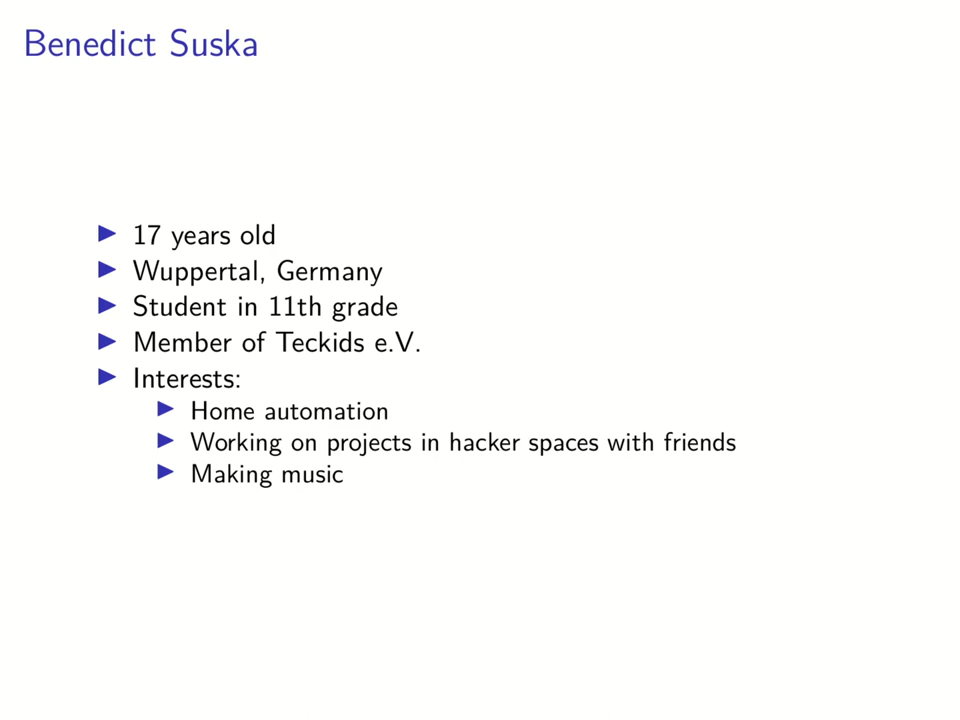 Benedict Suska
17 years old
Wuppertal, Germany
Student in 11th grade
Member of Teckids e.V.
Interests:
Home automation
Working on projects in hacker spaces with friends
Making music